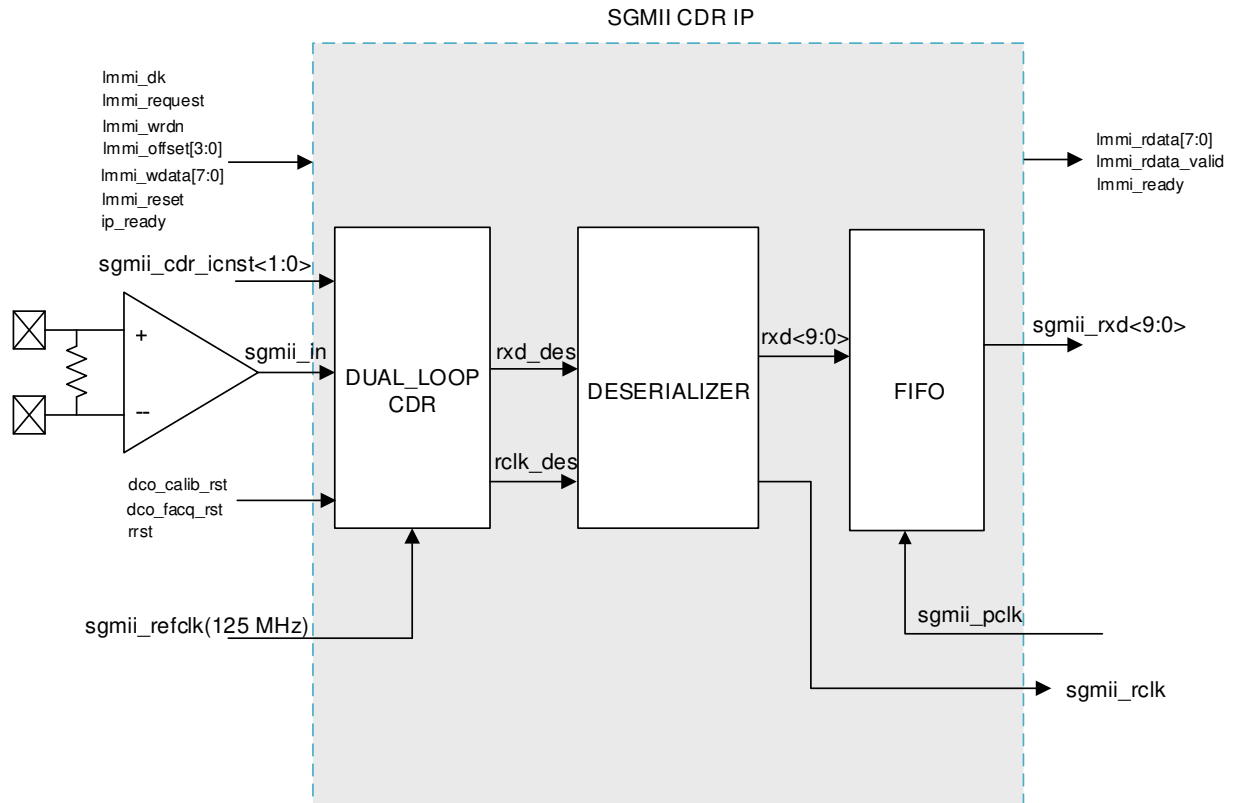 SGMII CDR IP
lmmi_clk
lmmi_request
lmmi_wrdn
lmmi_offset[3:0]
lmmi_wdata[7:0]
lmmi_reset
ip_ready
lmmi_rdata[7:0]
lmmi_rdata_valid
lmmi_ready
sgmii_cdr_icnst<1:0>
+
sgmii_in
--
DUAL_LOOP
CDR
rxd_des
rclk_des
DESERIALIZER
rxd<9:0>
FIFO
sgmii_rxd<9:0>
dco_calib_rst
dco_facq_rst
rrst
sgmii_refclk(125 MHz)
sgmii_pclk
sgmii_rclk